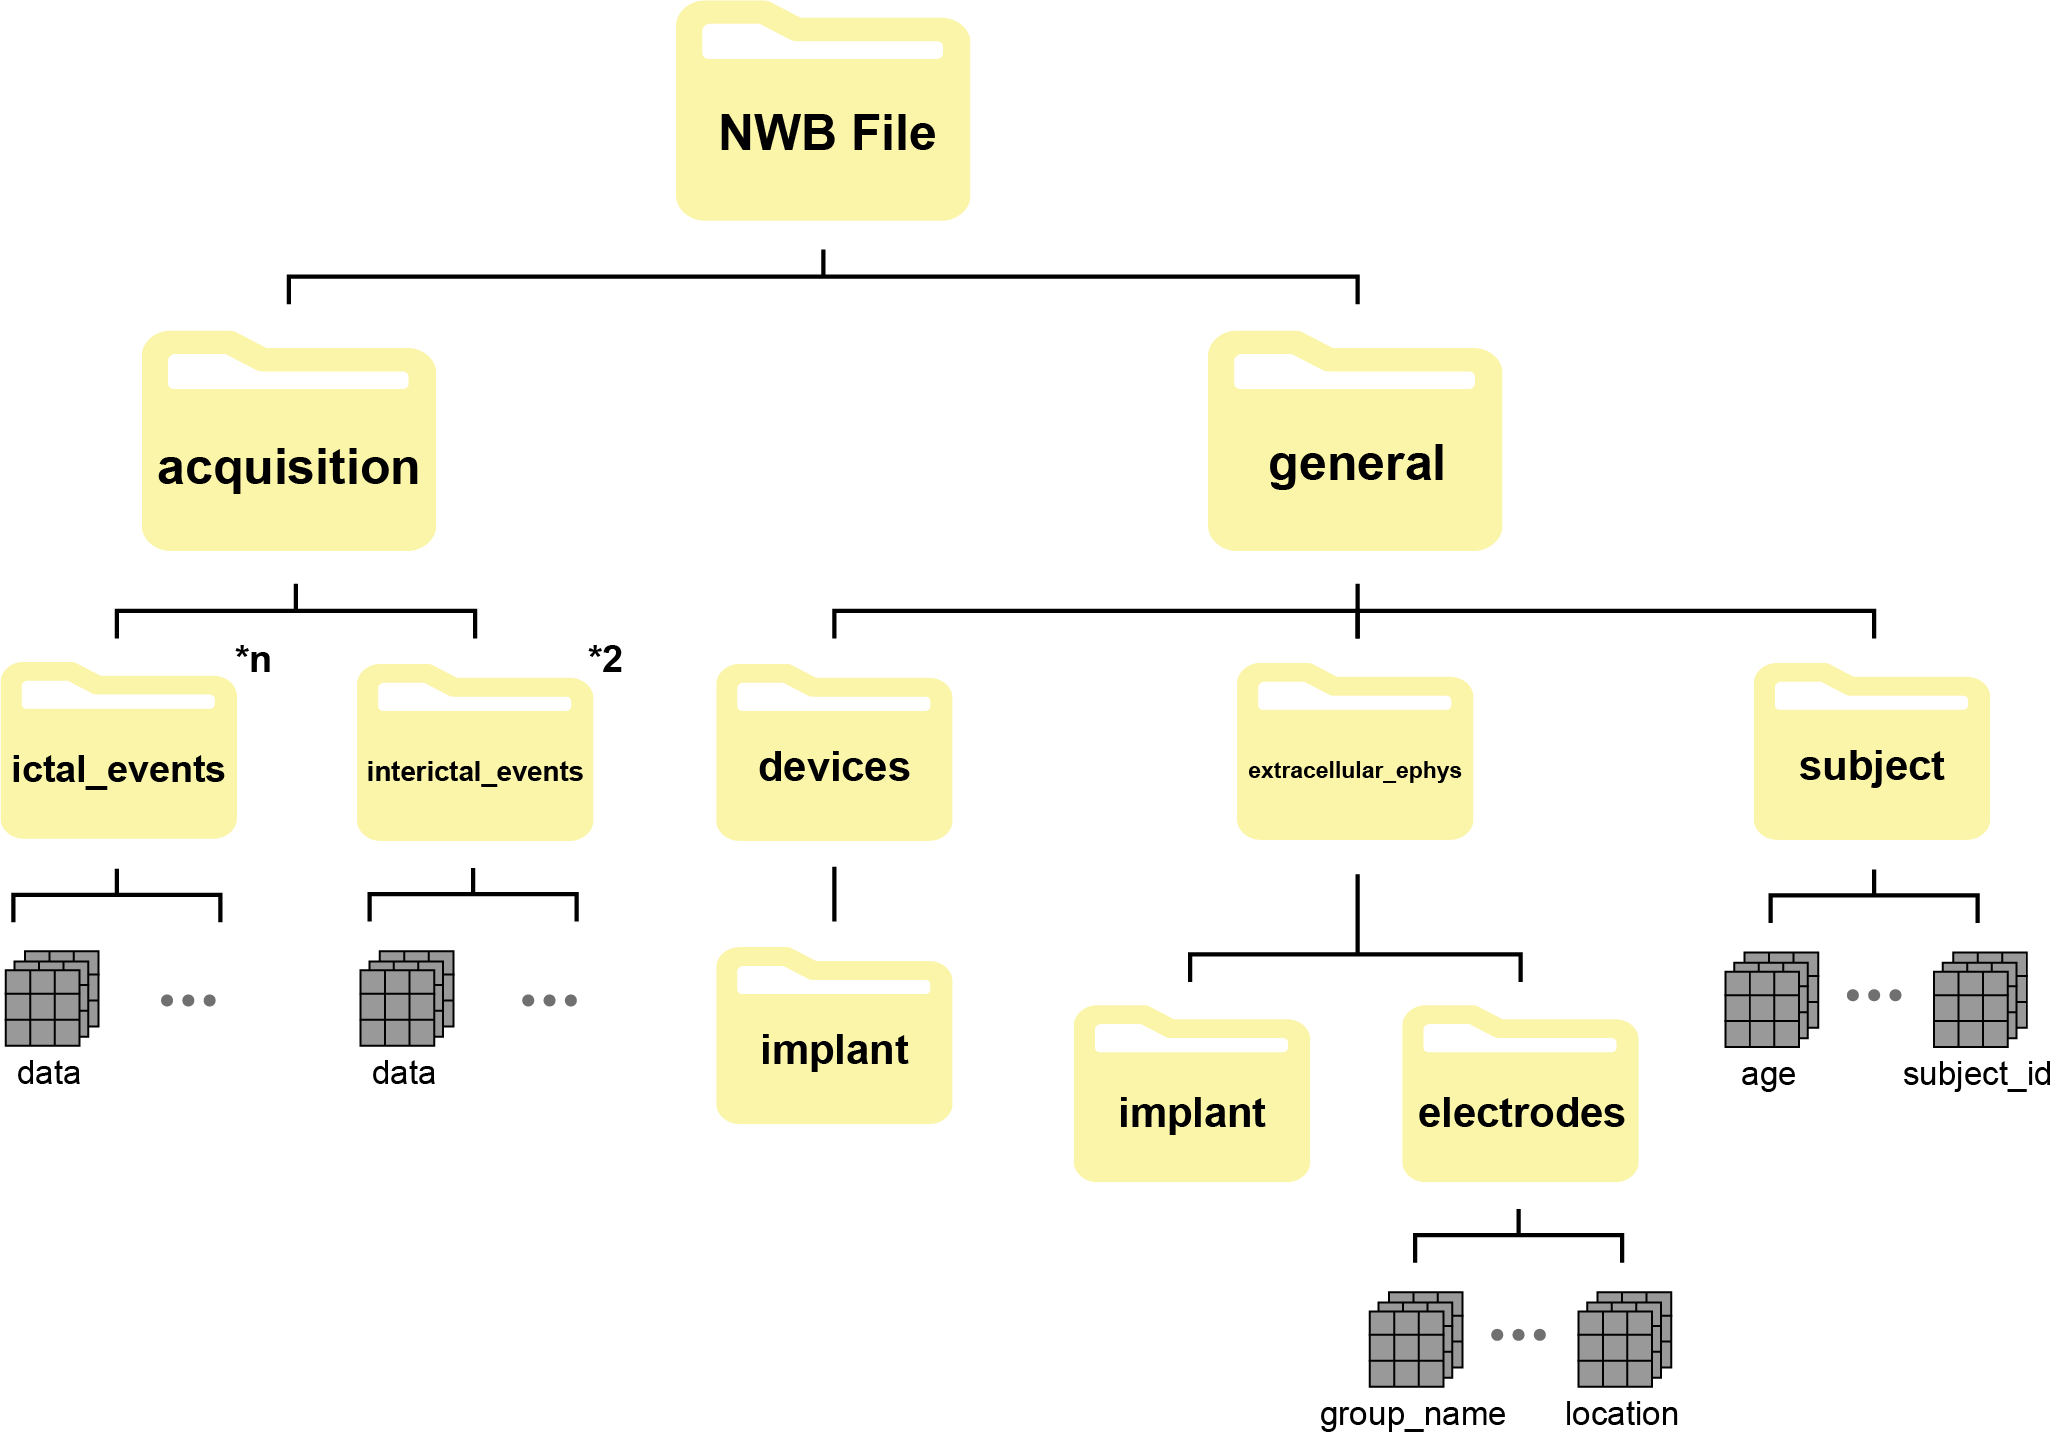 NWB File
acquisition
general
*n
*2
ictal_events
interictal_events
devices
extracellular_ephys
subject
data
data
implant
implant
electrodes
age
subject_id
group_name
location